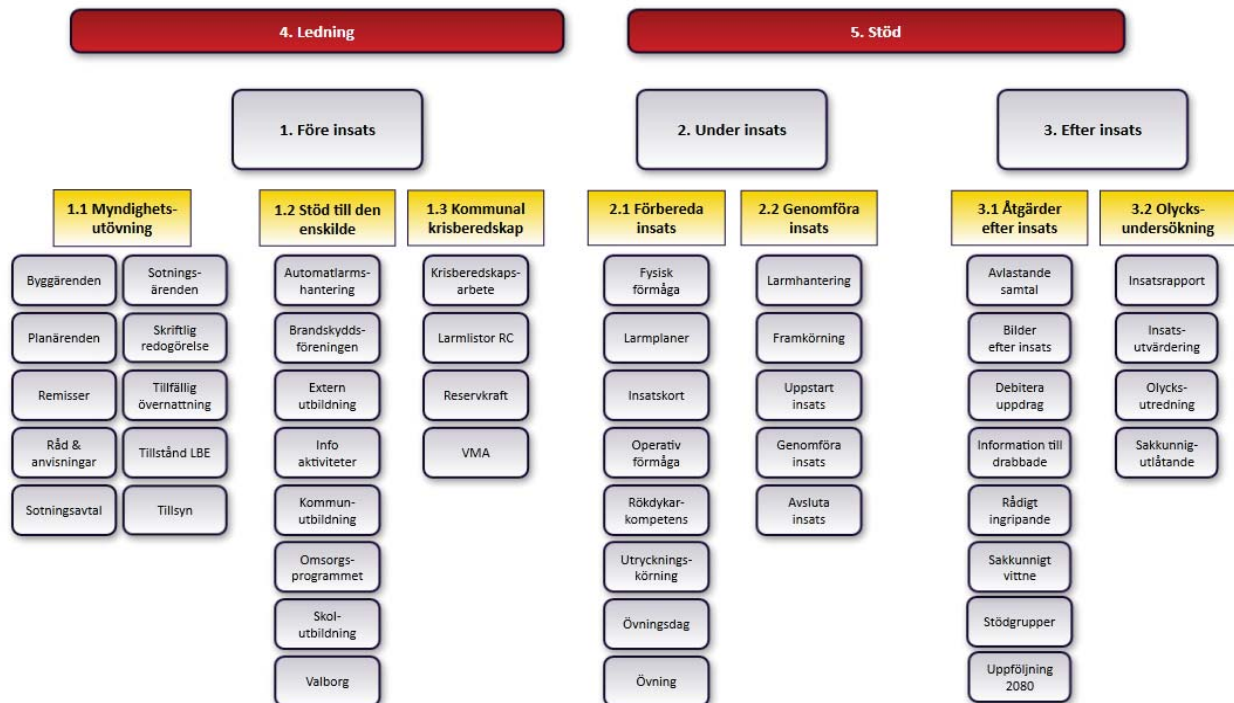 4. Ledning
5. Stöd
1. Före insats
2. Under insats
3. Efter insats
1.1 Myndighets-
utövning
Byggärenden
Planärenden
Remisser
Råd &
anvisningar
Sotningsavtal
Sotnings-
ärenden
Skriftlig
redogörelse
Tillfällig
övernattning
Tillstånd LBE
Tillsyn
1.2 Stöd till den
enskilde
Automatlarms-
hantering
Brandskydds-
föreningen
Extern
utbildning
Info
aktiviteter
Kommun-
utbildning
Omsorgs-
programmet
Skol-
utbildning
Valborg
1.3 Kommunal
krisberedskap
Krisberedskaps-
arbete
Larmlistor RC
Reservkraft
VMA
2.1 Förbereda
insats
Fysisk
förmåga
Larmplaner
Insatskort
Operativ
förmåga
Rökdykar-
kompetens
Utrycknings-
körning
Övningsdag
Övning
2.2 Genomföra
insats
Larmhantering
Framkörning
Uppstart
insats
Genomföra
insats
Avsluta
insats
3.1 Åtgärder
efter insats
Avlastande
samtal
Bilder
efter insats
Debitera
uppdrag
Information till
drabbade
Rådigt
ingripande
Sakkunnigt
vittne
Stödgrupper
Uppföljning
2080
3.2 Olycks-
undersökning
Insatsrapport
Insats-
utvärdering
Olycks-
utredning
Sakkunnig-
utlåtande